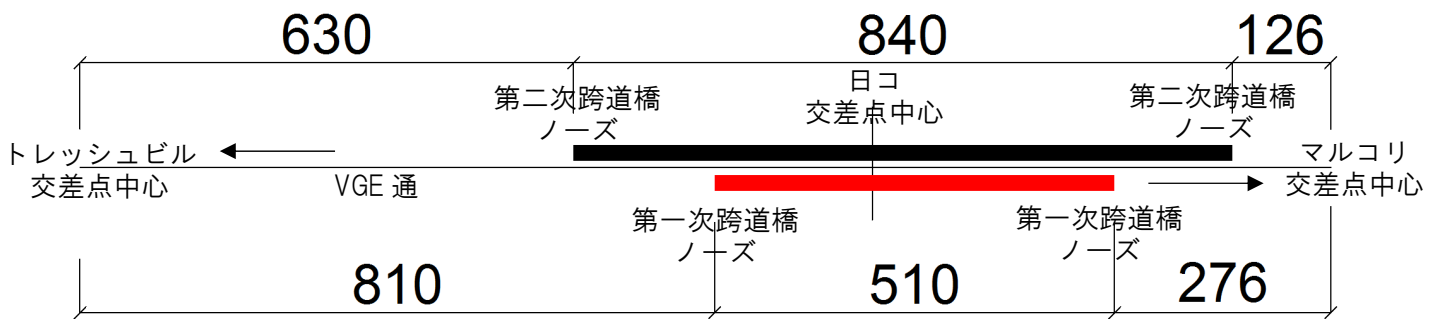 630
840
126
日コ
交差点中心
第二次跨道橋
ノーズ
第二次跨道橋
ノーズ
トレッシュビル
交差点中心
VGE 通
マルコリ
交差点中心
第一次跨道橋
ノーズ
第一次跨道橋
ノーズ
810
510
276